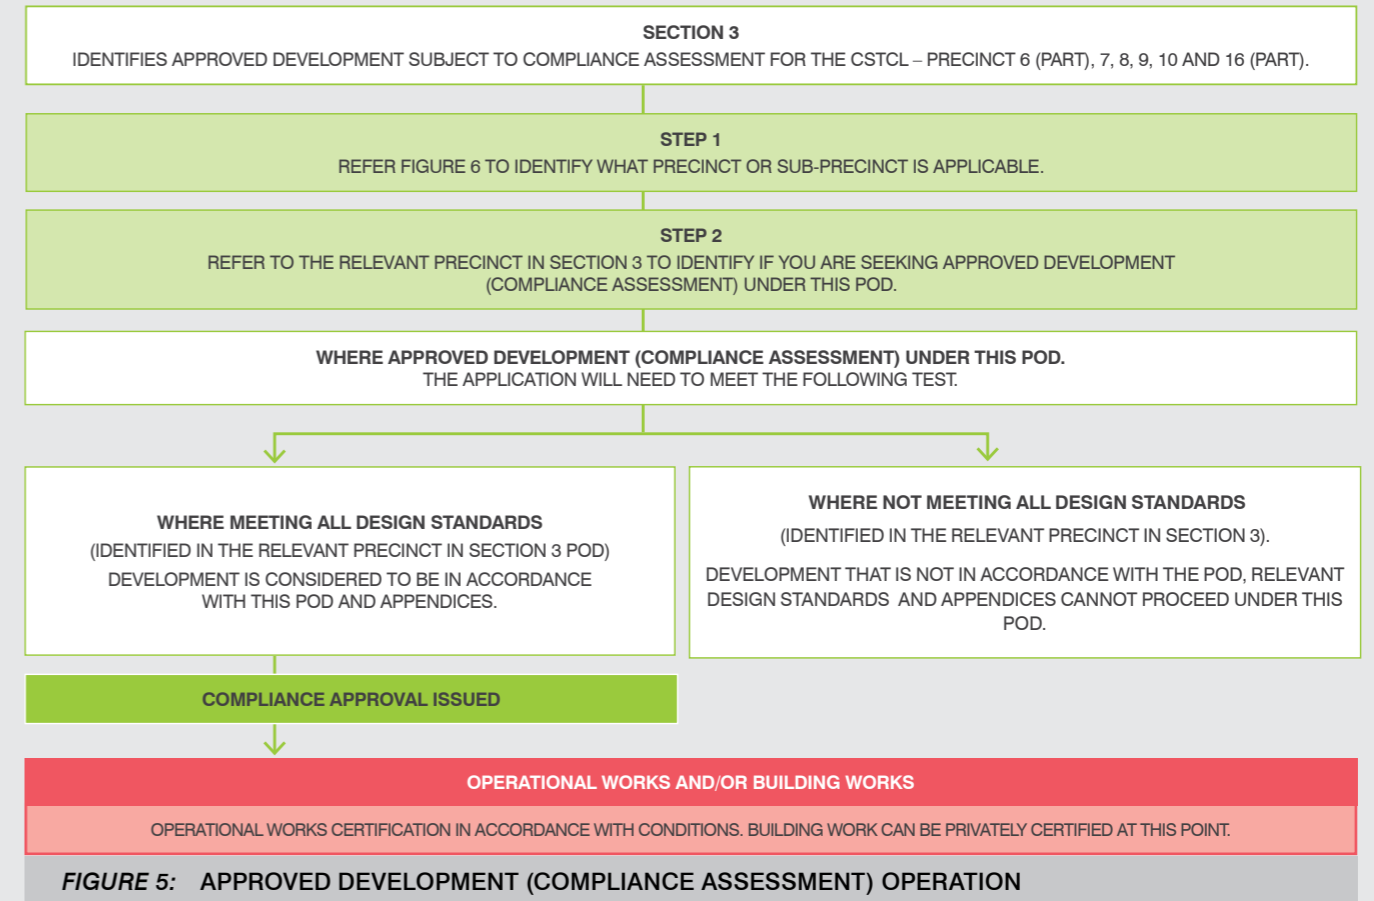 SECTION 3
IDENTIFIES APPROVED DEVELOPMENT SUBJECT TO COMPLIANCE ASSESSMENT FOR THE CSTCL – PRECINCT 6 (PART), 7, 8, 9, 10 AND 16 (PART).
STEP 1
REFER FIGURE 6 TO IDENTIFY WHAT PRECINCT OR SUB-PRECINCT IS APPLICABLE.
STEP 2
REFER TO THE RELEVANT PRECINCT IN SECTION 3 TO IDENTIFY IF YOU ARE SEEKING APPROVED DEVELOPMENT
(COMPLIANCE ASSESSMENT) UNDER THIS POD.
WHERE APPROVED DEVELOPMENT (COMPLIANCE ASSESSMENT) UNDER THIS POD.
THE APPLICATION WILL NEED TO MEET THE FOLLOWING TEST.
WHERE MEETING ALL DESIGN STANDARDS
(IDENTIFIED IN THE RELEVANT PRECINCT IN SECTION 3 POD)
DEVELOPMENT IS CONSIDERED TO BE IN ACCORDANCE
WITH THIS POD AND APPENDICES.
WHERE NOT MEETING ALL DESIGN STANDARDS
(IDENTIFIED IN THE RELEVANT PRECINCT IN SECTION 3).
DEVELOPMENT THAT IS NOT IN ACCORDANCE WITH THE POD, RELEVANT
DESIGN STANDARDS AND APPENDICES CANNOT PROCEED UNDER THIS
POD.
COMPLIANCE APPROVAL ISSUED
OPERATIONAL WORKS AND/OR BUILDING WORKS
OPERATIONAL WORKS CERTIFICATION IN ACCORDANCE WITH CONDITIONS. BUILDING WORK CAN BE PRIVATELY CERTIFIED AT THIS POINT.
FIGURE 5: APPROVED DEVELOPMENT (COMPLIANCE ASSESSMENT) OPERATION